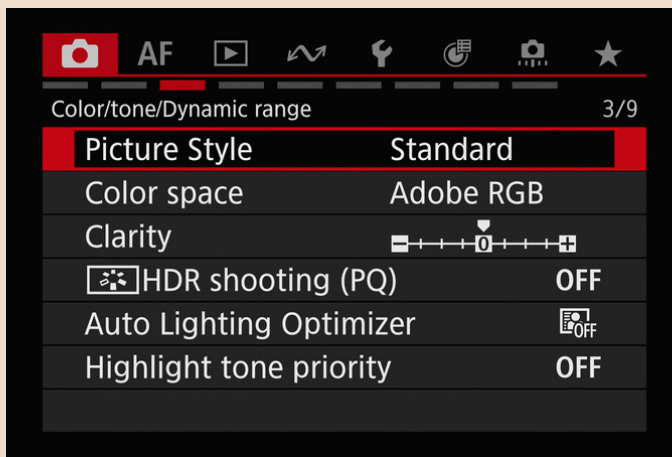 AF
Color/tone/Dynamic range 3/9
Picture Style Standard
Color space Adobe RGB
Clarity 0
HDR shooting (PQ) OFF
Auto Lighting Optimizer OFF
Highlight tone priority OFF